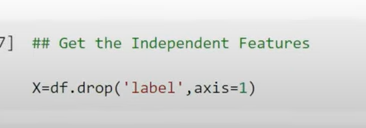 7] ## Get the Independent Features
X=df.drop('label',axis=1)